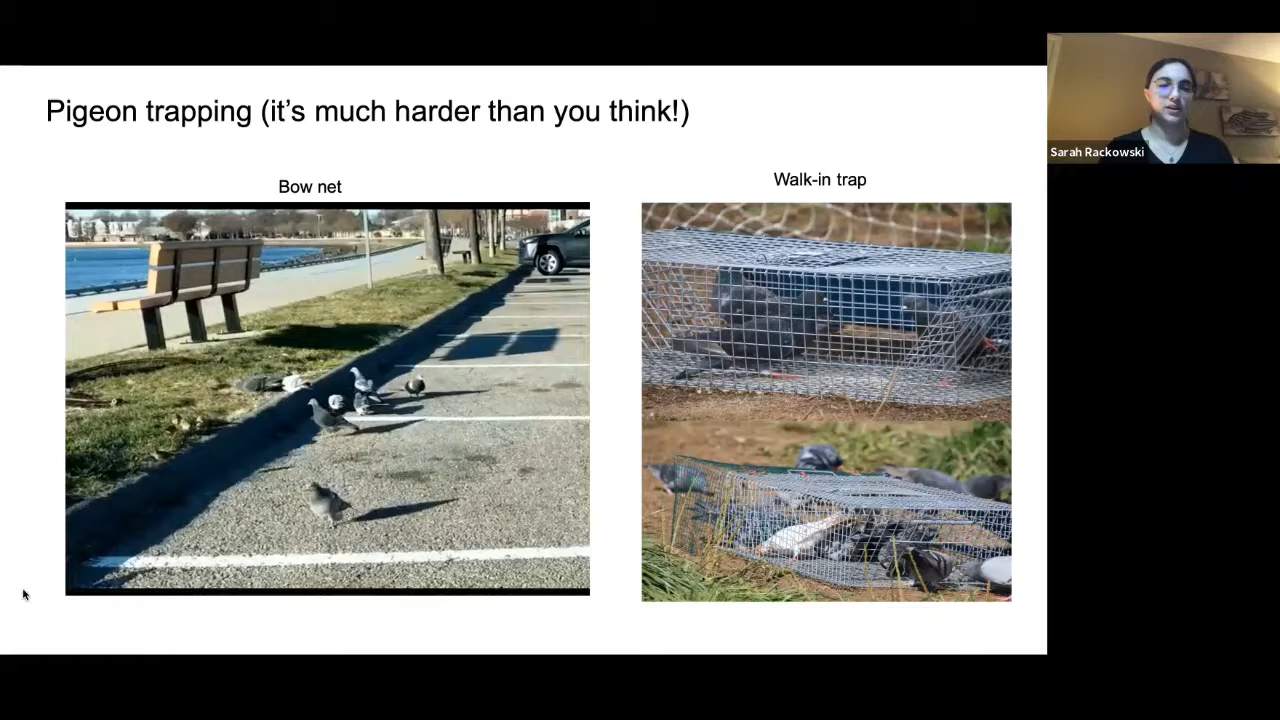 Pigeon trapping (it's much harder than you think!)
Bow net
Walk-in trap
Sarah Rackowski